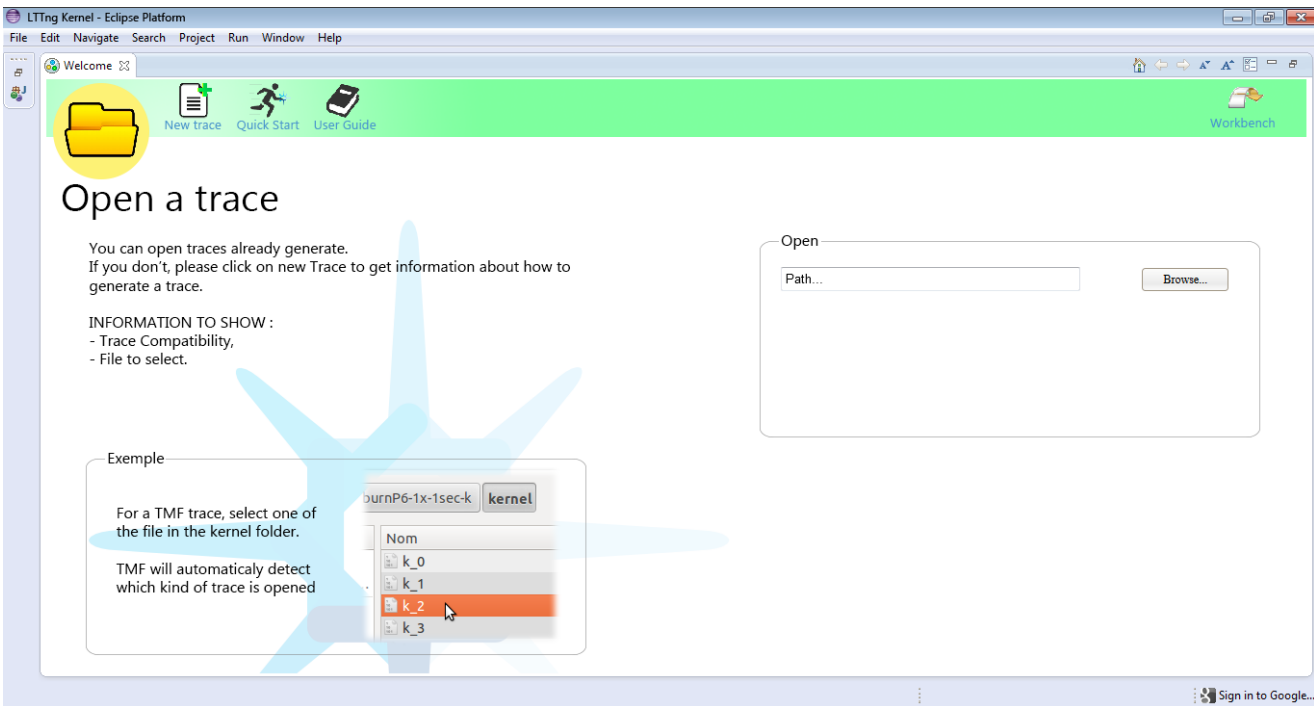 LTTng Kernel - Eclipse Platform
File Edit Navigate Search Project Run Window Help
Welcome
New trace Quick Start User Guide
Workbench
Open a trace
You can open traces already generate.
If you don't, please click on new Trace to get information about how to
generate a trace.
INFORMATION TO SHOW :
- Trace Compatibility,
- File to select.
Open
Path...
Browse...
Exemple
For a TMF trace, select one of
the file in the kernel folder.
TMF will automaticaly detect
which kind of trace is opened
ournP6-1x-1sec-k kernel
Nom
k_0
k_1
k_2
k_3
Sign in to Google...